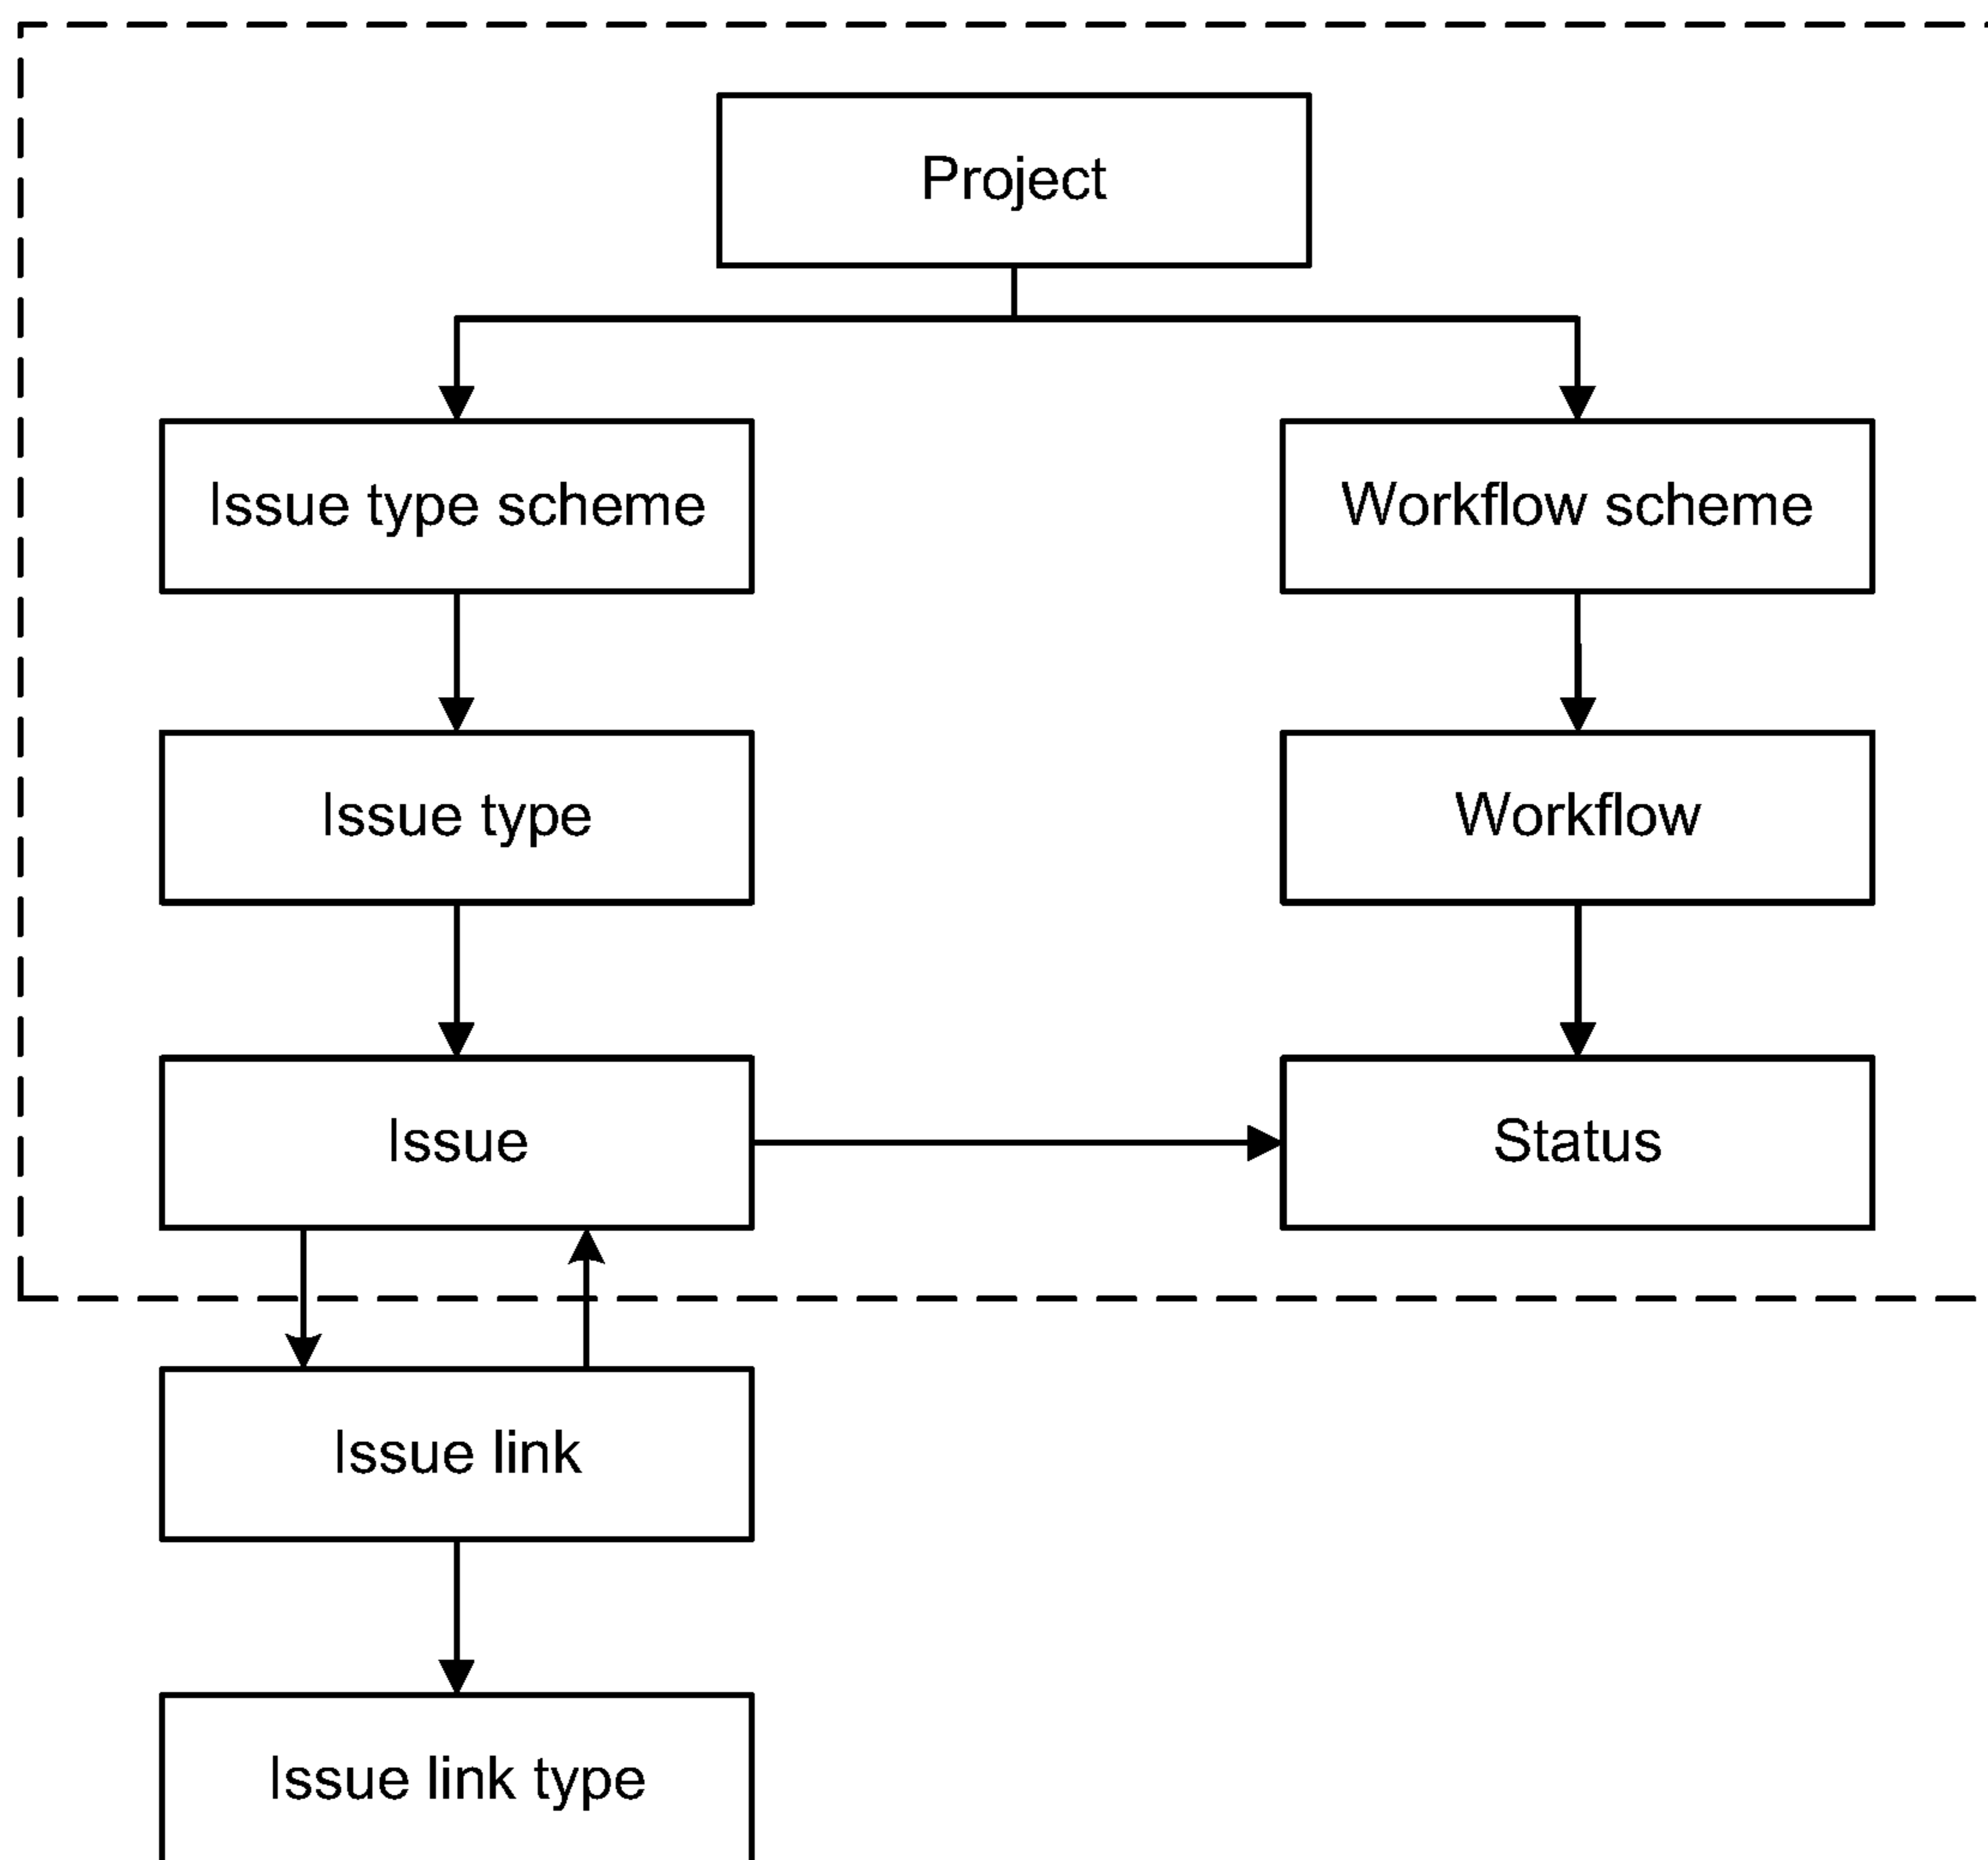 Project
Issue type scheme
Workflow scheme
Issue type
Workflow
Issue
Status
Issue link
Issue link type